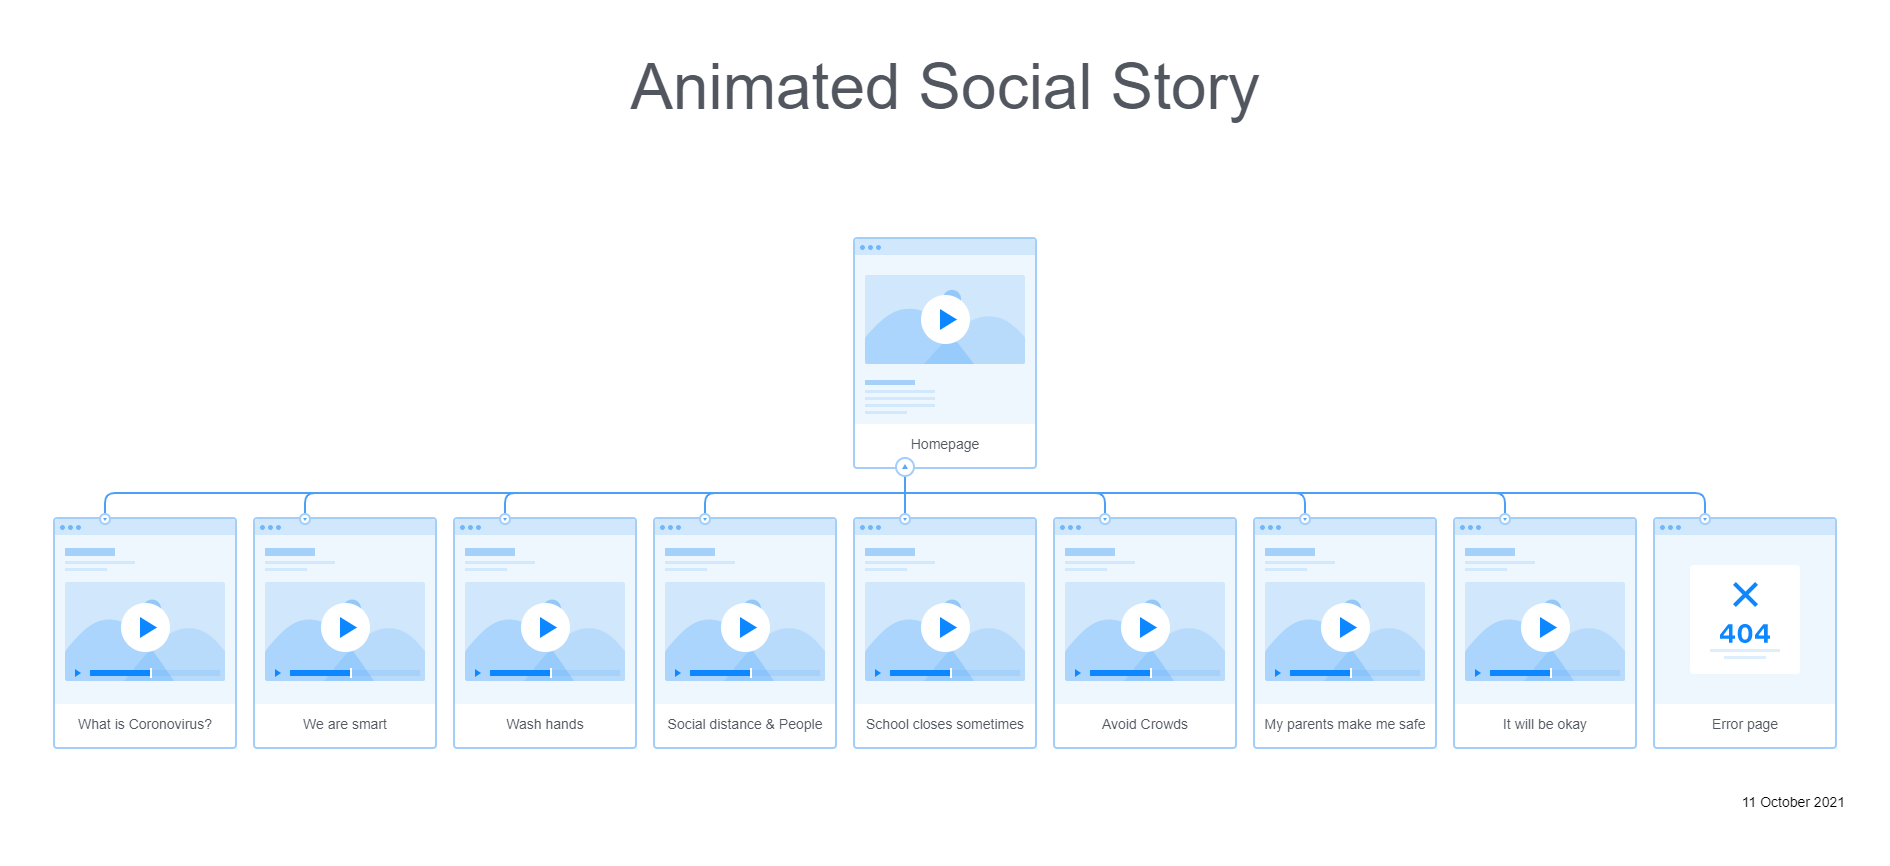 Animated Social Story
Homepage
What is Coronovirus?
We are smart
Wash hands
Social distance & People
School closes sometimes
Avoid Crowds
My parents make me safe
It will be okay
404
Error page
11 October 2021